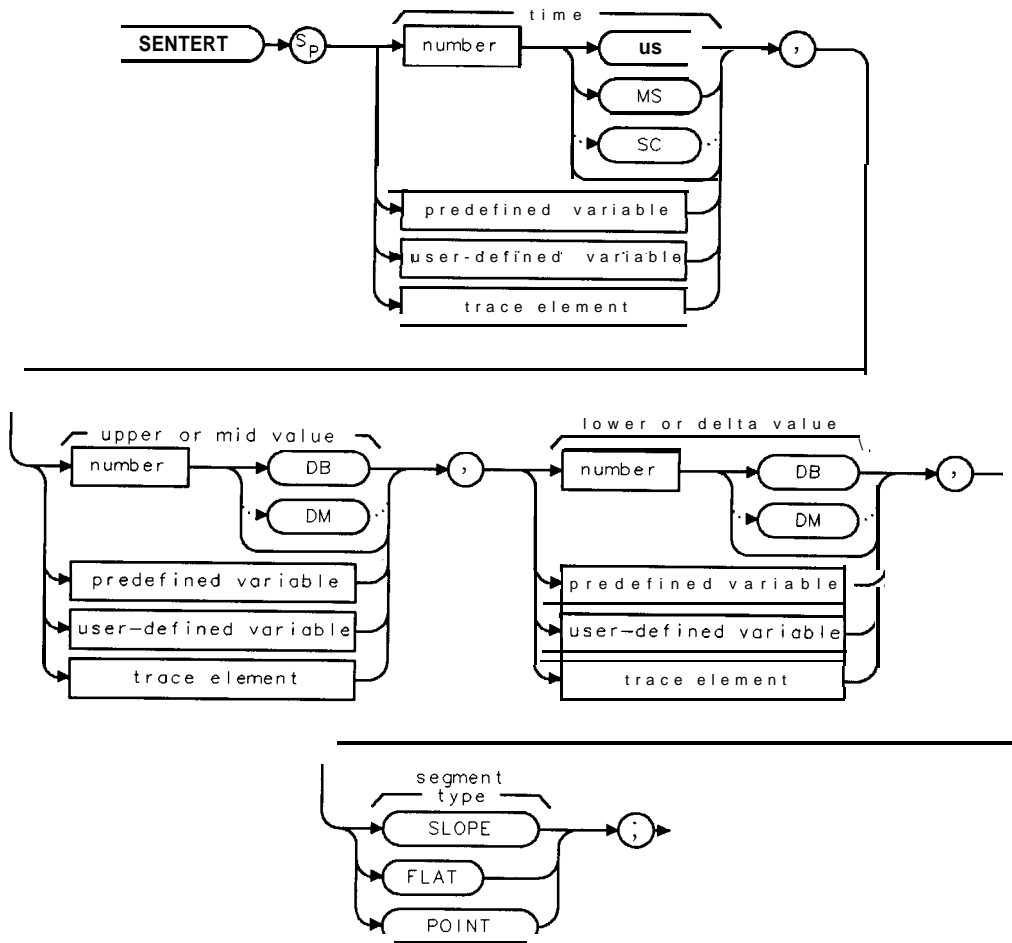 time
SENTERT SP number us ,
MS
SC
predefined variable
user-defined variable
trace element
upper or mid value
number DB ,
DM
predefined variable
user-defined variable
trace element
lower or delta value
number DB ,
DM
predefined variable
user-defined variable
trace element
segment
type
SLOPE ;
FLAT
POINT